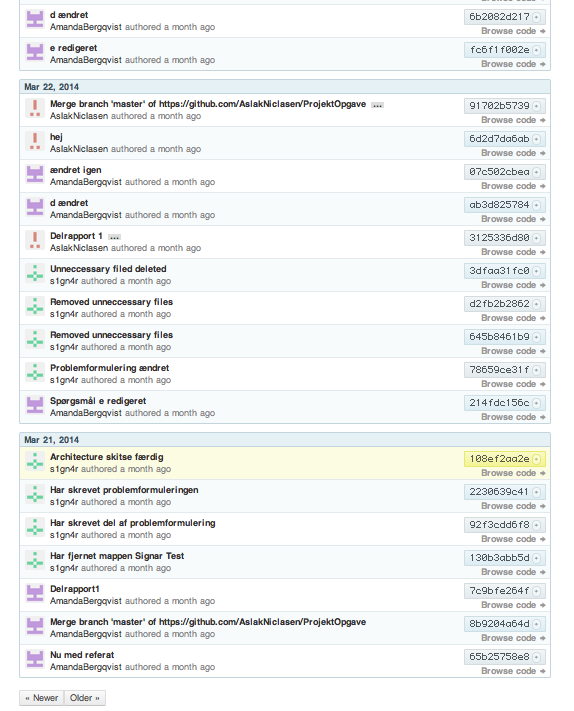 d ændret
6b2082d217
AmandaBergqvist authored a month ago
Browse code
e redigeret
fc6f1f002e
AmandaBergqvist authored a month ago
Browse code
Mar 22, 2014
Merge branch 'master' of https://github.com/AslakNiclasen/ProjektOpgave ...
91702b5739
AslakNiclasen authored a month ago
Browse code
hej
6d2d7da6ab
AslakNiclasen authored a month ago
Browse code
ændret igen
07c502cbea
AmandaBergqvist authored a month ago
Browse code
d ændret
ab3d825784
AmandaBergqvist authored a month ago
Browse code
Delrapport 1 ...
3125336d80
AslakNiclasen authored a month ago
Browse code
Unneccessary filed deleted
3dfaa31fc0
s1gn4r authored a month ago
Browse code
Removed unneccessary files
d2fb2b2862
s1gn4r authored a month ago
Browse code
Removed unneccessary files
645b8461b9
s1gn4r authored a month ago
Browse code
Problemformulering ændret
78659ce31f
s1gn4r authored a month ago
Browse code
Spørgsmål e redigeret
214fdc156c
AmandaBergqvist authored a month ago
Browse code
Mar 21, 2014
Architecture skitse færdig
108ef2aa2e
s1gn4r authored a month ago
Browse code
Har skrevet problemformuleringen
2230639c41
s1gn4r authored a month ago
Browse code
Har skrevet del af problemformulering
92f3cdd6f8
s1gn4r authored a month ago
Browse code
Har fjernet mappen Signar Test
130b3abb5d
s1gn4r authored a month ago
Browse code
Delrapport1
7c9bfe264f
AmandaBergqvist authored a month ago
Browse code
Merge branch 'master' of https://github.com/AslakNiclasen/ProjektOpgave
8b9204a64d
AmandaBergqvist authored a month ago
Browse code
Nu med referat
65b25758e8
AmandaBergqvist authored a month ago
Browse code
« Newer Older »